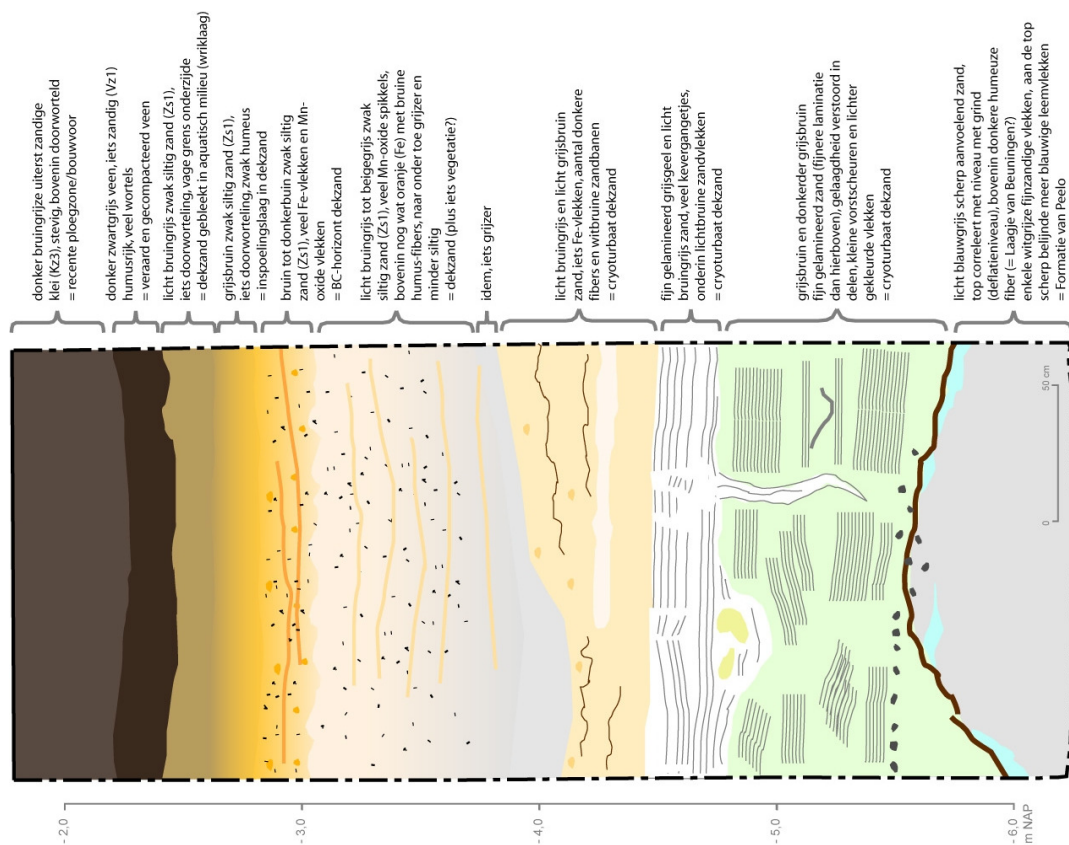 donker bruingrijze uiterst zandige
klei (Kz3), stevig, bovenin doorworteld
= recente ploegzone/bouwvoor
donker zwartgrijs veen, iets zandig (Vz1)
humusrijk, veel wortels
= veraard en gecompacteerd veen
licht bruingrijs zwak siltig zand (Zs1),
iets doorworteling, vage grens onderzijde
= dekzand gebleekt in aquatisch milieu (wriklaag)
grijsbruin zwak siltig zand (Zs1),
iets doorworteling, zwak humeus
= inspoelingslaag in dekzand
bruin tot donkerbuin zwak siltig
zand (Zs1), veel Fe-vlekken en Mn-
oxide vlekken
= BC-horizont dekzand
licht bruingrijs tot beigegrijs zwak
siltig zand (Zs1), veel Mn-oxide spikkels,
bovenin nog wat oranje (Fe) met bruine
humus-fibers, naar onder toe grijzer en
minder siltig
= dekzand (plus iets vegetatie?)
idem, iets grijzer
licht bruingrijs en licht grijsbruin
zand, iets Fe-vlekken, aantal donkere
fibers en witbruine zandbanen
= cryoturbaat dekzand
fijn gelamineerd grijsgeel en licht
bruingrijs zand, veel kevergangetjes,
onderin lichtbruine zandvlekken
= cryoturbaat dekzand
grijsbruin en donkerder grijsbruin
fijn gelamineerd zand (fijnere laminatie
dan hierboven), gelaagdheid verstoord in
delen, kleine vorstscheuren en lichter
gekleurde vlekken
= cryoturbaat dekzand
licht blauwgrijs scherp aanvoelend zand,
top correleert met niveau met grind
(deflatieniveau), bovenin donkere humeuze
fiber (= laagje van Beuningen?)
enkele witgrijze fijnzandige vlekken, aan de top
scherp belijnde meer blauwige leemvlekken
= Formatie van Peelo
0
50 cm
- 2,0
- 3,0
- 4,0
- 5,0
- 6,0
m NAP